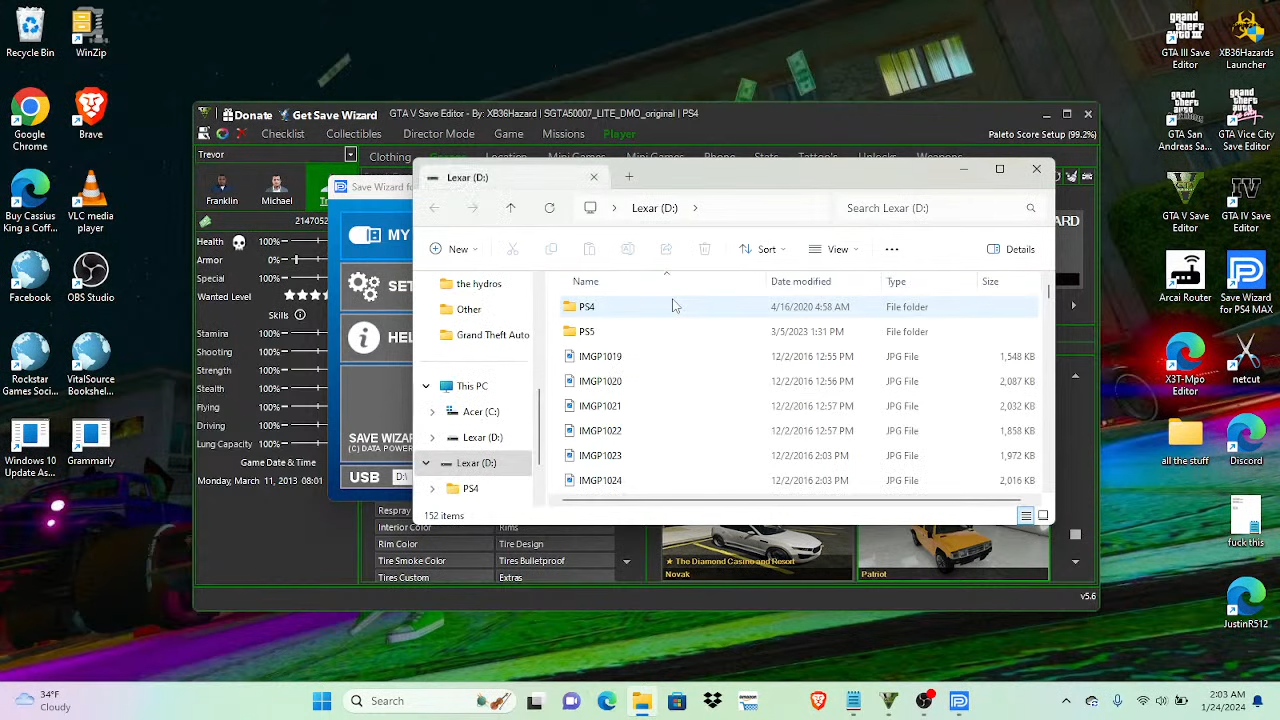 Recycle Bin
WinZip
Google Chrome
Brave
Buy Cassius King a Coff...
VLC media player
Facebook
OBS Studio
Rockstar Games Soci...
VitalSource Bookshelf...
Windows 10 Update As...
Grammarly
GTA III Save Editor
XB36Hazards Launcher
GTA San Andreas Sa...
GTA Vice City Save Editor
GTA V Save Editor
GTA IV Save Editor
Arcai Router
Save Wizard for PS4 MAX
X3T-Mpo Editor
netcut
all the stuff
Discord
fuck this
JustinR512
Donate
Get Save Wizard
GTA V Save Editor - By: XB36Hazard | SGTA50007_LITE_DMO_original | PS4
Checklist
Collectibles
Director Mode
Game
Missions
Player
Paleto Score Setup (99.2%)
Trevor
Clothing
Franklin
Michael
2147052
Health 100%
Armor 0%
Special 100%
Wanted Level
Skills
Stamina 100%
Shooting 100%
Strength 100%
Stealth 100%
Flying 100%
Driving 100%
Lung Capacity 100%
Game Date & Time
Monday, March 11, 2013 08:01
Save Wizard fo
MY
SET
HEL
SAVE WIZAR
(C) DATA POWER
USB D:\
Lexar (D:)
Lexar (D:)
Search Lexar (D:)
New
Sort
View
Details
the hydros
Other
Grand Theft Auto
This PC
Acer (C:)
Lexar (D:)
Lexar (D:)
PS4
Name Date modified Type Size
PS4 4/16/2020 4:58 AM File folder
PS5 3/5/2023 1:31 PM File folder
IMGP1019 12/2/2016 12:55 PM JPG File 1,548 KB
IMGP1020 12/2/2016 12:56 PM JPG File 2,087 KB
IMGP1021 12/2/2016 12:57 PM JPG File 2,032 KB
IMGP1022 12/2/2016 12:57 PM JPG File 1,858 KB
IMGP1023 12/2/2016 2:03 PM JPG File 1,972 KB
IMGP1024 12/2/2016 2:03 PM JPG File 2,016 KB
152 items
ARD
Respray
Interior Color
Rims
Rim Color
Tire Design
Tire Smoke Color
Tires Bulletproof
Tires Custom
Extras
★ The Diamond Casino and Resort
Novak
Patriot
v5.6
34°F
Cloudy
Search
2:03 AM
1/24/2024